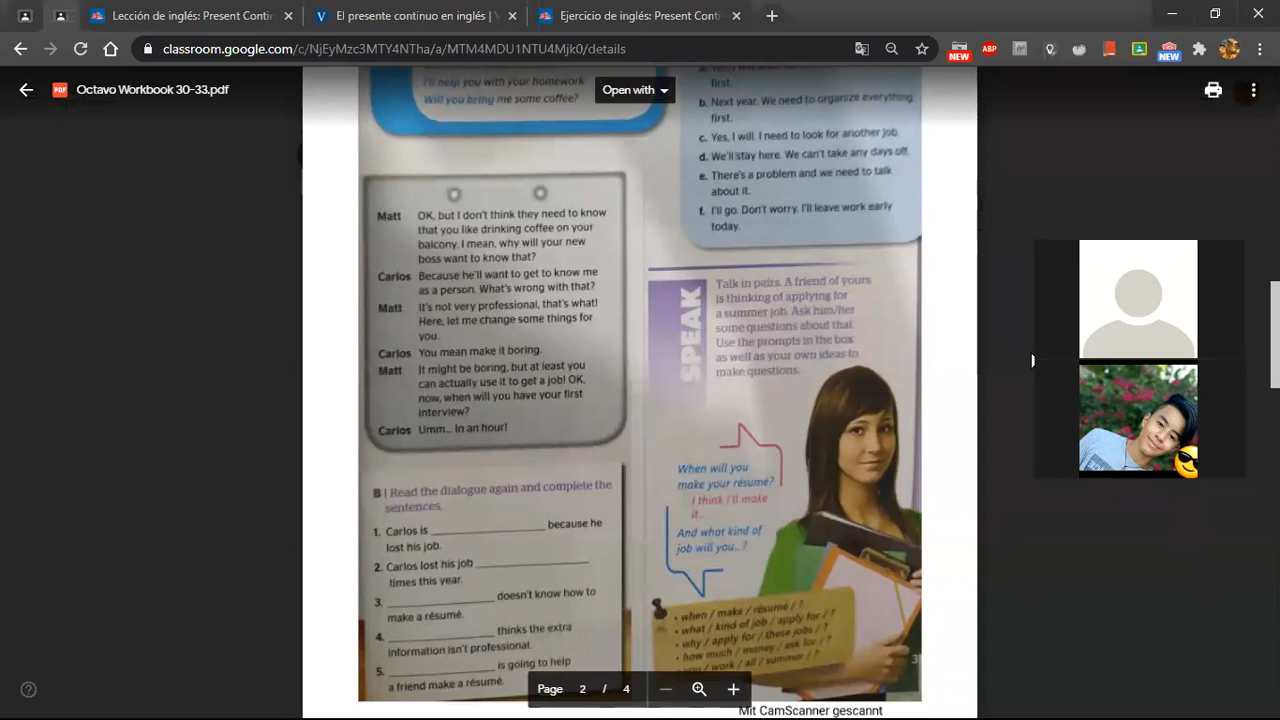 Lección de inglés: Present Conti
El presente continuo en inglés | V
Ejercicio de inglés: Present Cont
classroom.google.com/c/NjEyMzc3MTY4NTha/a/MTM4MDU1NTU4Mjk0/details
NEW
ABP
NEW
Octavo Workbook 30-33.pdf
Open with
I'll help you with your homework
Will you bring me some coffee?
first.
b. Next year. We need to organize everything
first.
c. Yes, I will. I need to look for another job.
d. We'll stay here. We can't take any days off.
e. There's a problem and we need to talk
about it.
f. I'll go. Don't worry. I'll leave work early
today.
Matt OK, but I don't think they need to know
that you like drinking coffee on your
balcony. I mean, why will your new
boss want to know that?
Carlos Because he'll want to get to know me
as a person. What's wrong with that?
Matt It's not very professional, that's what!
Here, let me change some things for
you.
Carlos You mean make it boring.
Matt It might be boring, but at least you
can actually use it to get a job! OK,
now, when will you have your first
interview?
Carlos Umm... In an hour!
B | Read the dialogue again and complete the
sentences.
1. Carlos is ______ because he
lost his job.
2. Carlos lost his job ______
times this year.
3. ______ doesn't know how to
make a résumé.
4. ______ thinks the extra
information isn't professional.
5. ______ is going to help
a friend make a résumé.
SPEAK
Talk in pairs. A friend of yours
is thinking of applying for
a summer job. Ask him/her
some questions about that.
Use the prompts in the box
as well as your own ideas to
make questions.
When will you
make your résumé?
I think I'll make
it...
And what kind of
job will you...?
• when / make / résumé / ?
• what / kind of job / apply for / ?
• why / apply for / these jobs / ?
• how much / money / ask for / ?
you / work / all / summer / ?
Page 2 / 4
Mit CamScanner gescannt